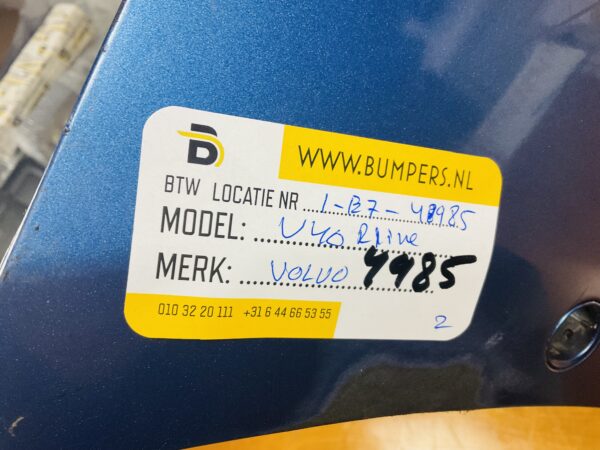 B
WWW.BUMPERS.NL
BTW LOCATIE NR 1-B7-48985
MODEL: V40 Rline
MERK: VOLVO 4985
010 32 20 111 +31 6 44 66 53 55
2